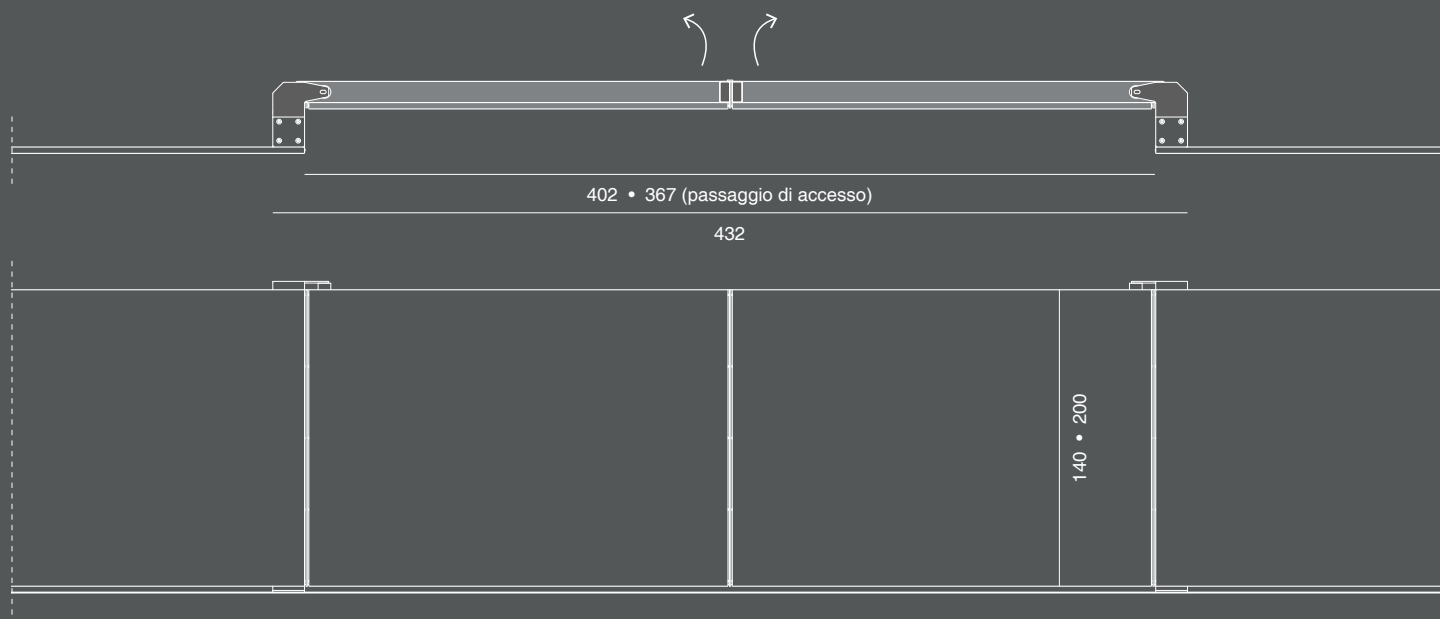 402 • 367 (passaggio di accesso)
432
140 • 200